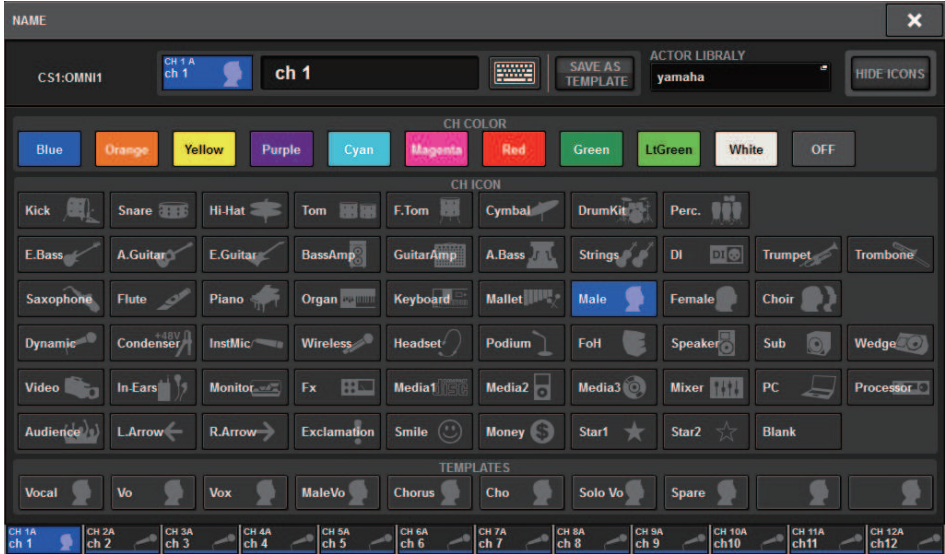 NAME
CS1:OMNI1
CH 1 A
ch 1
ch 1
SAVE AS
TEMPLATE
ACTOR LIBRALY
yamaha
HIDE ICONS
CH COLOR
Blue Orange Yellow Purple Cyan Magenta Red Green LtGreen White OFF
CH ICON
Kick Snare Hi-Hat Tom F.Tom Cymbal DrumKit Perc.
E.Bass A.Guitar E.Guitar BassAmp GuitarAmp A.Bass Strings DI DI Trumpet Trombone
Saxophone Flute Piano Organ Keyboard Mallet Male Female Choir
Dynamic Condenser +48V InstMic Wireless Headset Podium FoH Speaker Sub Wedge
Video In-Ears Monitor Fx Media1 Media2 Media3 Mixer PC Processor
Audience L.Arrow R.Arrow Exclamation Smile Money $ Star1 Star2 Blank
TEMPLATES
Vocal Vo Vox MaleVo Chorus Cho Solo Vo Spare
CH 1A CH 2A CH 3A CH 4A CH 5A CH 6A CH 7A CH 8A CH 9A CH 10A CH 11A CH 12A
ch 1 ch 2 ch 3 ch 4 ch 5 ch 6 ch 7 ch 8 ch 9 ch10 ch11 ch12